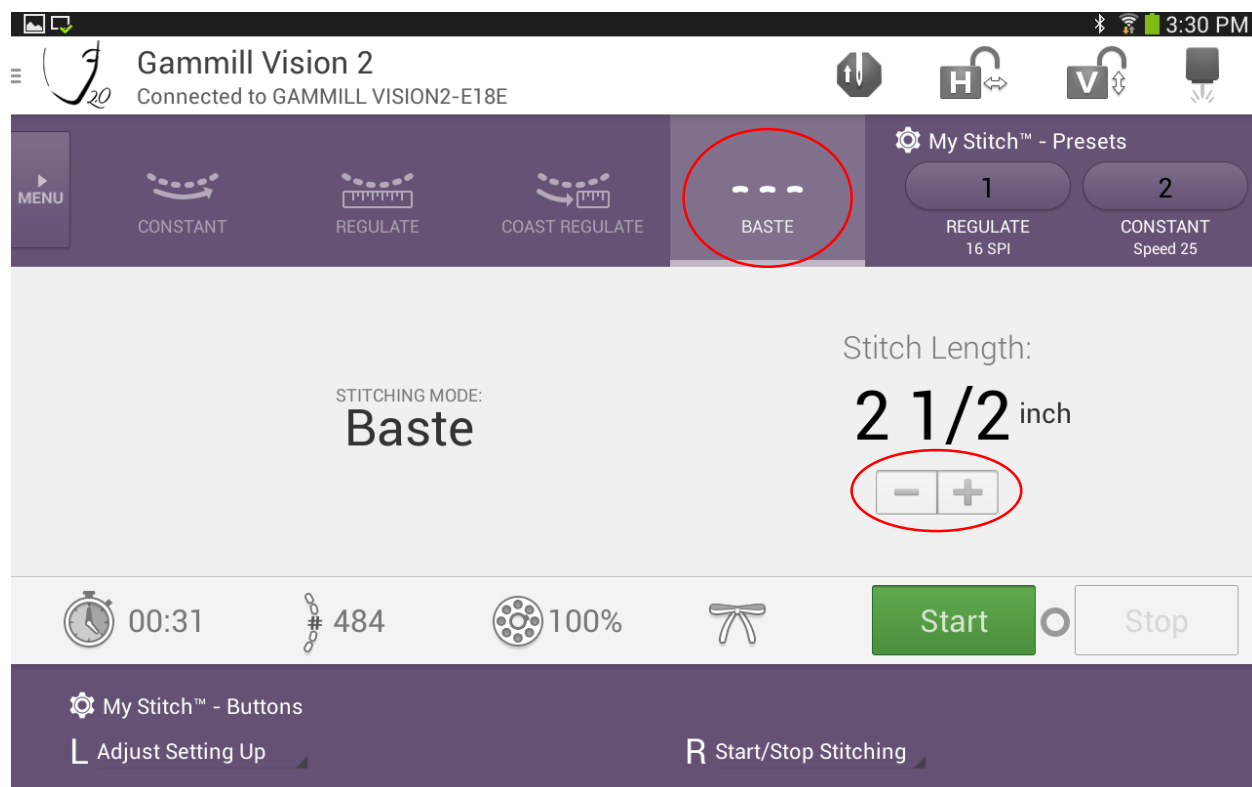 3:30 PM
Gammill Vision 2
2.0
Connected to GAMMILL VISION2-E18E
H
V
MENU
CONSTANT
REGULATE
COAST REGULATE
BASTE
My Stitch™ - Presets
1
2
REGULATE
CONSTANT
16 SPI
Speed 25
STITCHING MODE:
Baste
Stitch Length:
2 1/2 inch
00:31
# 484
100%
Start
Stop
My Stitch™ - Buttons
L Adjust Setting Up
R Start/Stop Stitching